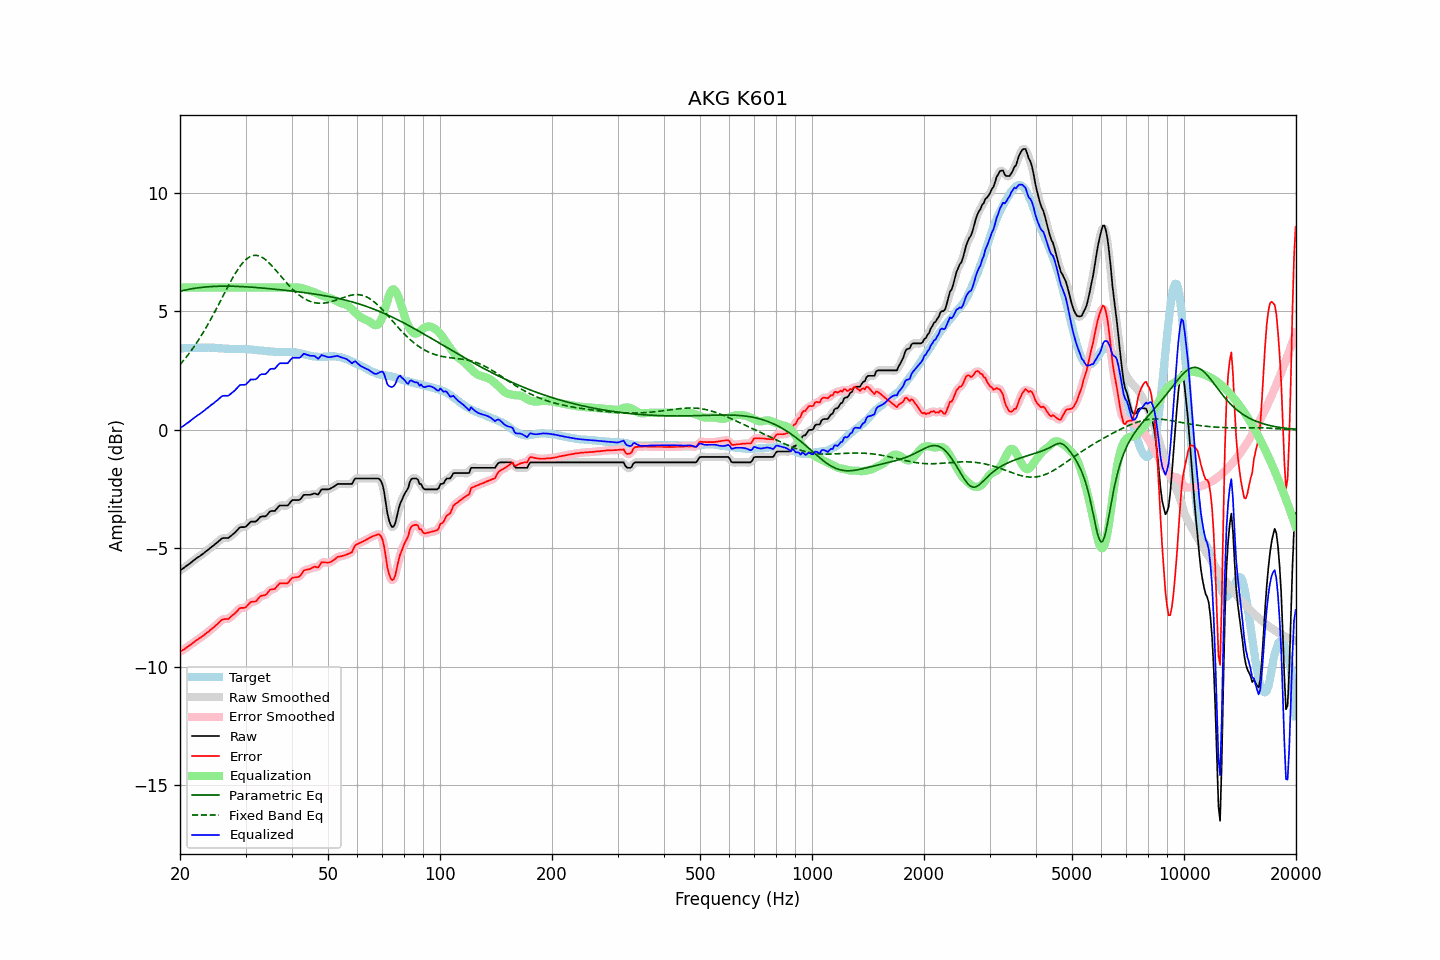 AKG K601
Amplitude (dBr)
10
5
0
−5
−10
−15
Target
Raw Smoothed
Error Smoothed
Raw
Error
Equalization
Parametric Eq
Fixed Band Eq
Equalized
20 50 100 200 500 1000 2000 5000 10000 20000
Frequency (Hz)